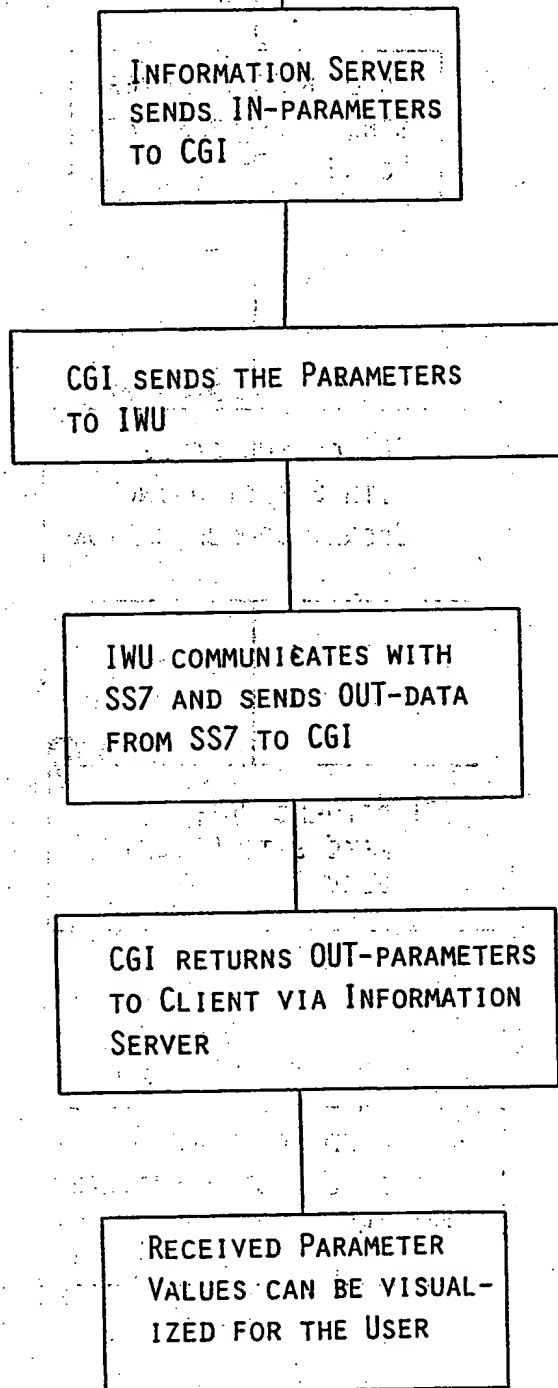 INFORMATION SERVER
SENDS IN-PARAMETERS
TO CGI
CGI SENDS THE PARAMETERS
TO IWU
IWU COMMUNICATES WITH
SS7 AND SENDS OUT-DATA
FROM SS7 TO CGI
CGI RETURNS OUT-PARAMETERS
TO CLIENT VIA INFORMATION
SERVER
RECEIVED PARAMETER
VALUES CAN BE VISUAL-
IZED FOR THE USER